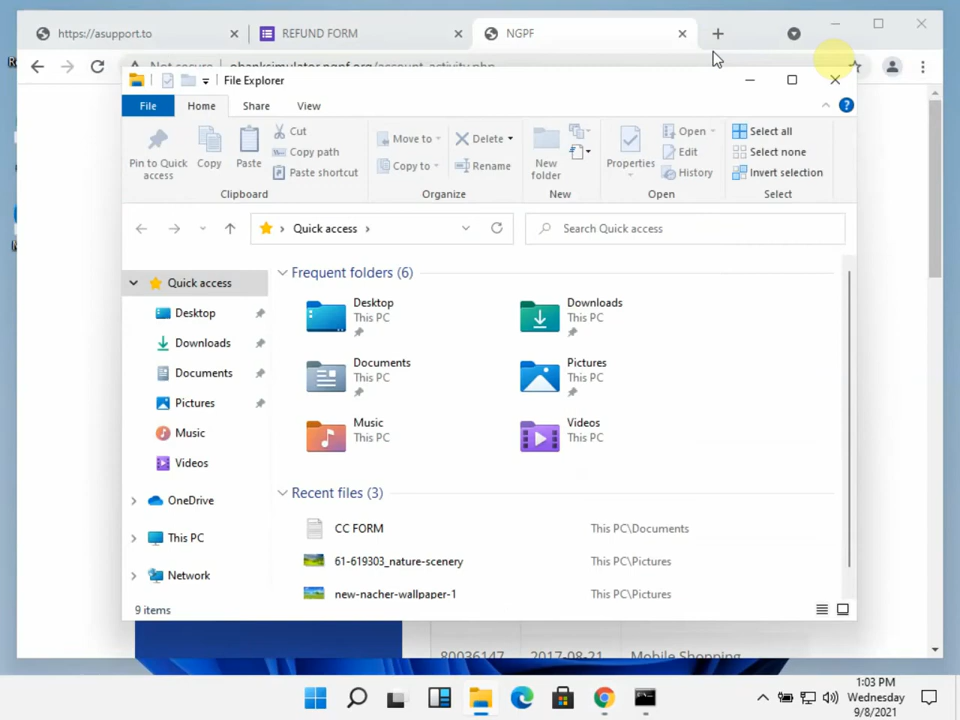 https://asupport.to
REFUND FORM
NGPF
Not secure obanksimulator.ngpf.org/account_activity.php
File Explorer
File Home Share View
Pin to Quick access
Copy
Paste
Cut
Copy path
Paste shortcut
Clipboard
Move to
Copy to
Delete
Rename
Organize
New folder
New
Properties
Open
Edit
History
Open
Select all
Select none
Invert selection
Select
Quick access
Search Quick access
Quick access
Desktop
Downloads
Documents
Pictures
Music
Videos
OneDrive
This PC
Network
Frequent folders (6)
Desktop
This PC
Downloads
This PC
Documents
This PC
Pictures
This PC
Music
This PC
Videos
This PC
Recent files (3)
CC FORM This PC\Documents
61-619303_nature-scenery This PC\Pictures
new-nacher-wallpaper-1 This PC\Pictures
9 items
80036147 2017-08-21 Mobile Shopping
1:03 PM
Wednesday
9/8/2021